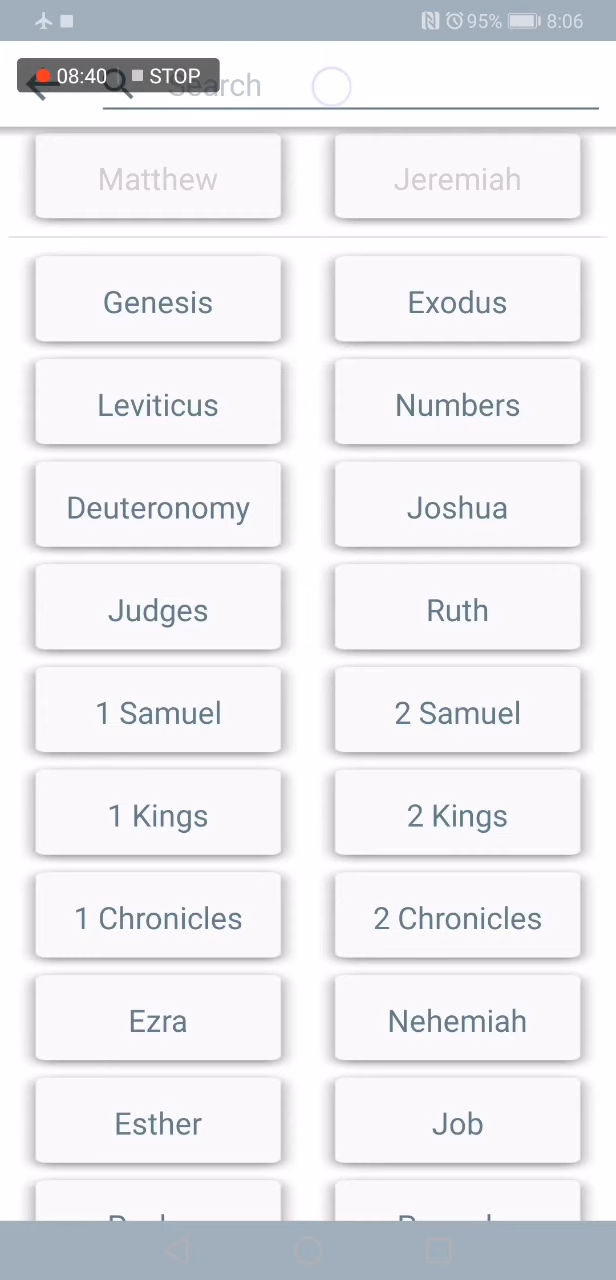 95% 8:06
08:40 STOP
Search
Matthew Jeremiah
Genesis Exodus
Leviticus Numbers
Deuteronomy Joshua
Judges Ruth
1 Samuel 2 Samuel
1 Kings 2 Kings
1 Chronicles 2 Chronicles
Ezra Nehemiah
Esther Job